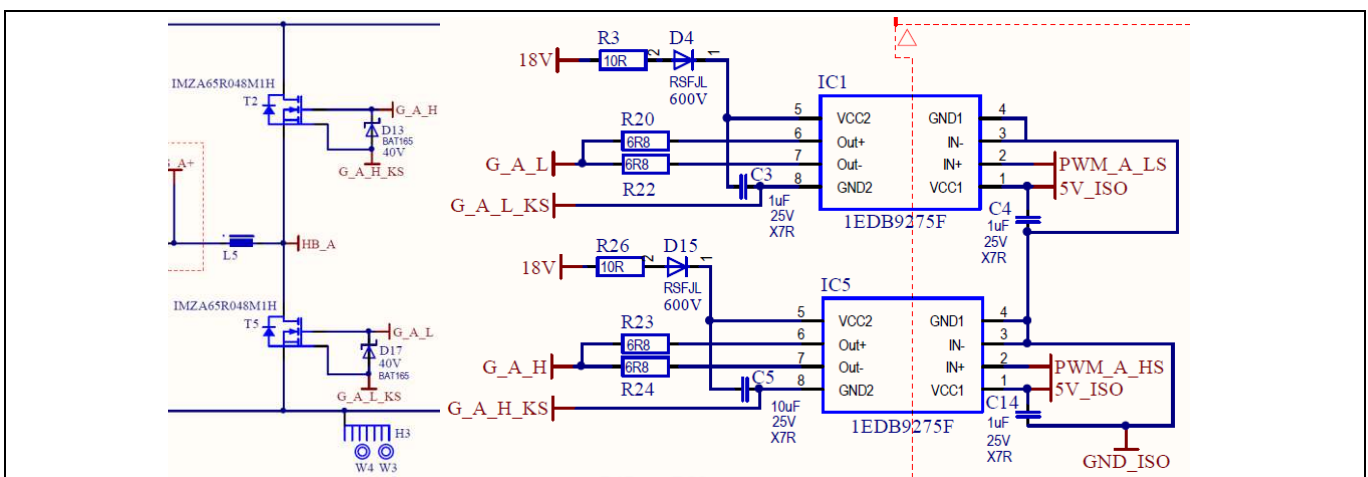 IMZA65R048M1H
T2
G_A_H
D13
BAT165
40V
G_A_H_KS
A+
L5
HB_A
IMZA65R048M1H
T5
G_A_L
D17
40V
BAT165
G_A_L_KS
H3
W4 W3
R3
D4
18V
10R
2
1
RSFJL
600V
IC1
R20
6R8
6R8
R22
G_A_L
G_A_L_KS
C3
1uF
25V
X7R
5
6
7
8
VCC2
Out+
Out-
GND2
GND1
IN-
IN+
VCC1
4
3
2
1
PWM_A_LS
5V_ISO
1EDB9275F
C4
1uF
25V
X7R
R26
D15
18V
10R
2
1
RSFJL
600V
IC5
R23
6R8
6R8
R24
G_A_H
G_A_H_KS
C5
10uF
25V
X7R
5
6
7
8
VCC2
Out+
Out-
GND2
GND1
IN-
IN+
VCC1
4
3
2
1
PWM_A_HS
5V_ISO
1EDB9275F
C14
1uF
25V
X7R
GND_ISO